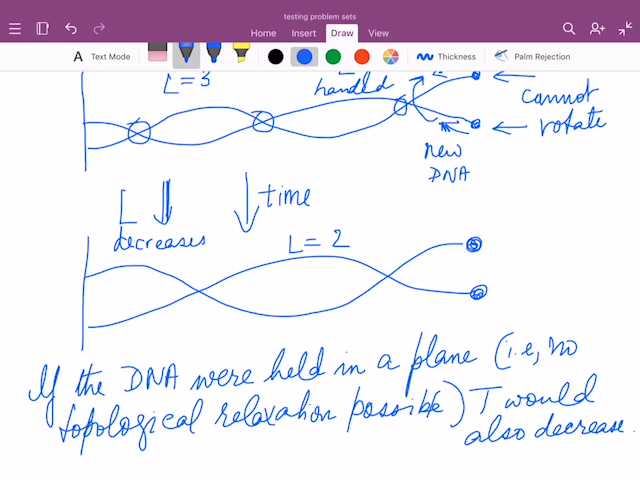 testing problem sets
Home Insert Draw View
A Text Mode
Thickness
Palm Rejection
L = 3
handed
cannot
rotate
new
DNA
L
decreases
time
L = 2
If the DNA were held in a plane (i.e, no
topological relaxation possible) T would
also decrease.